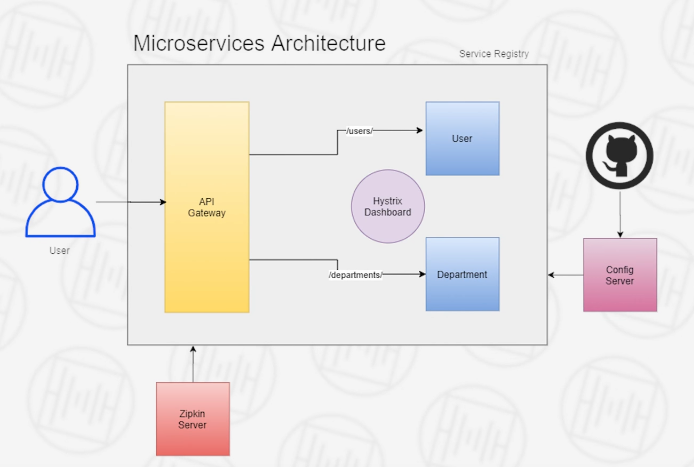 Microservices Architecture
Service Registry
/users/
User
API
Gateway
Hystrix
Dashboard
User
/departments/
Department
Config
Server
Zipkin
Server